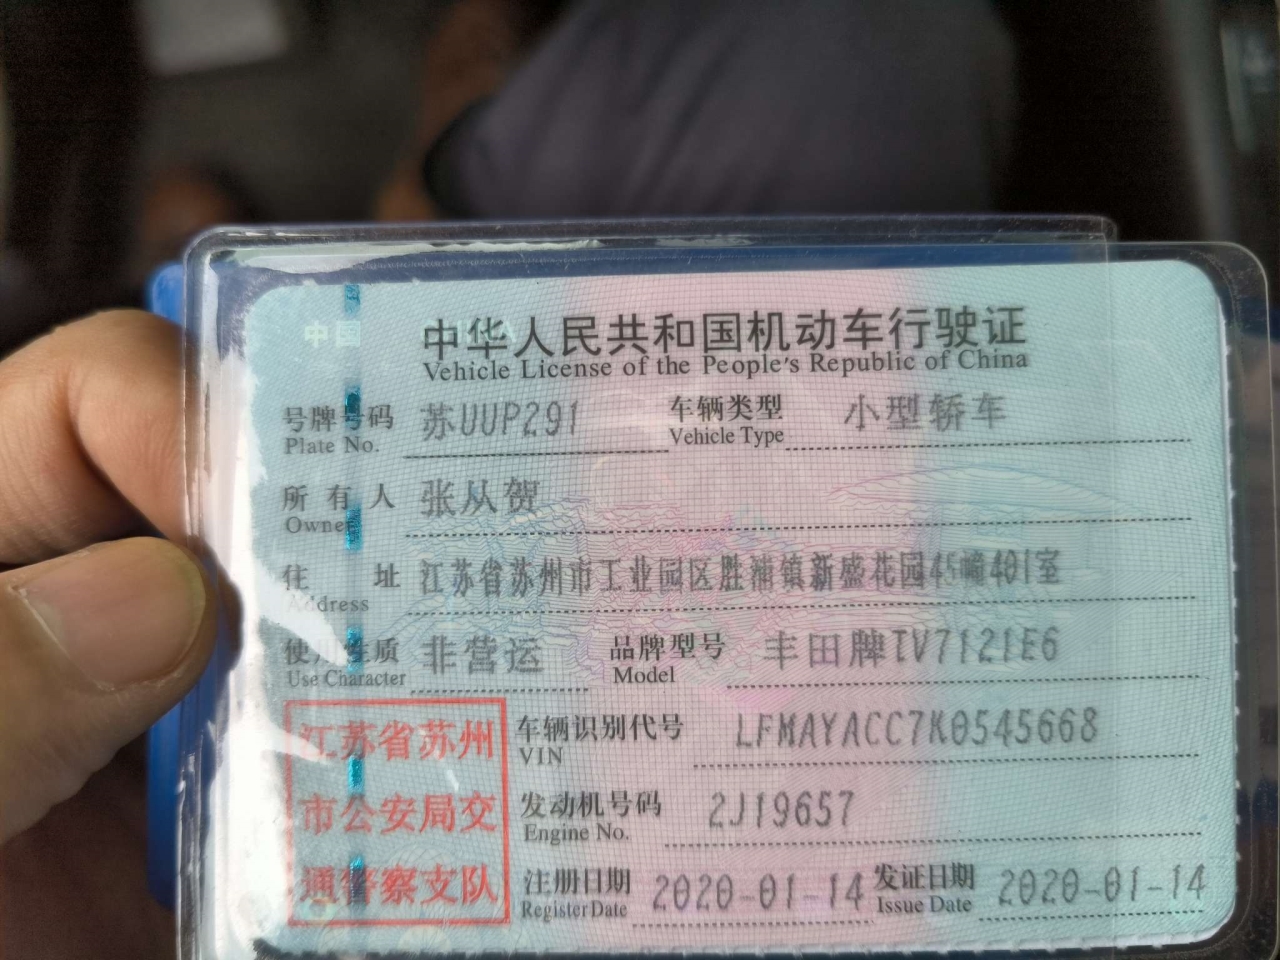 中国
中华人民共和国机动车行驶证
Vehicle License of the People's Republic of China
号牌号码 苏UUP291 车辆类型 小型轿车
Plate No. Vehicle Type
所有人 张从贺
Owner
住址 江苏省苏州市工业园区胜浦镇新盛花园45幢401室
Address
使用性质 非营运 品牌型号 丰田牌TV7121E6
Use Character Model
江苏省苏州 车辆识别代号 LFMAYACC7K0545668
VIN
市公安局交 发动机号码 2J19657
Engine No.
通警察支队 注册日期 2020-01-14 发证日期 2020-01-14
Register Date Issue Date